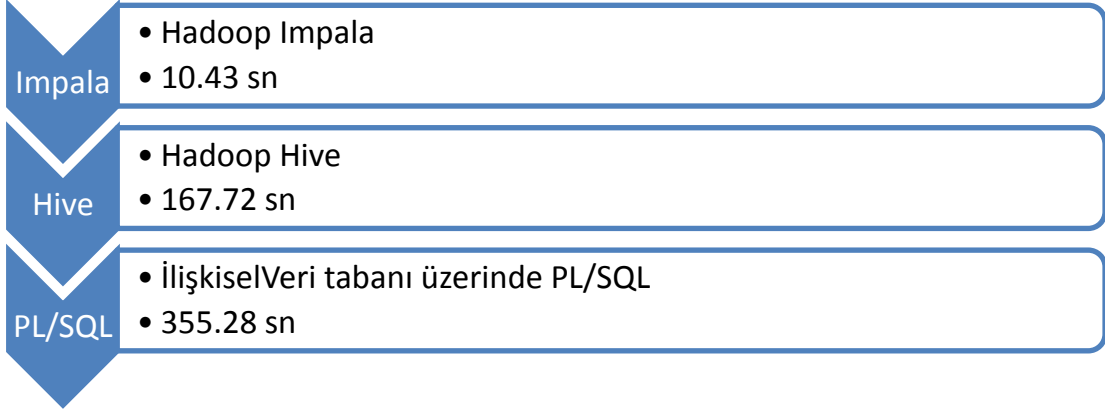 Impala
• Hadoop Impala
• 10.43 sn
Hive
• Hadoop Hive
• 167.72 sn
PL/SQL
• İlişkiselVeri tabanı üzerinde PL/SQL
• 355.28 sn